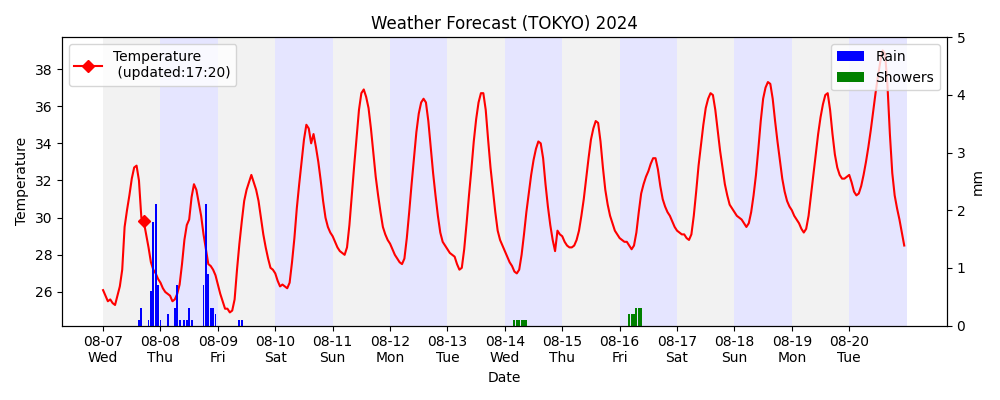 Weather Forecast (TOKYO) 2024
Temperature
(updated:17:20)
Rain
Showers
38
36
34
32
30
28
26
Temperature
5
4
3
2
1
0
mm
08-07 08-08 08-09 08-10 08-11 08-12 08-13 08-14 08-15 08-16 08-17 08-18 08-19 08-20
Wed Thu Fri Sat Sun Mon Tue Wed Thu Fri Sat Sun Mon Tue
Date